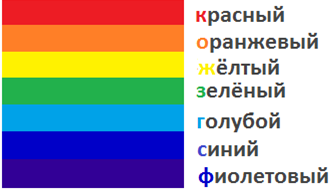 красный
оранжевый
жёлтый
зелёный
голубой
синий
фиолетовый